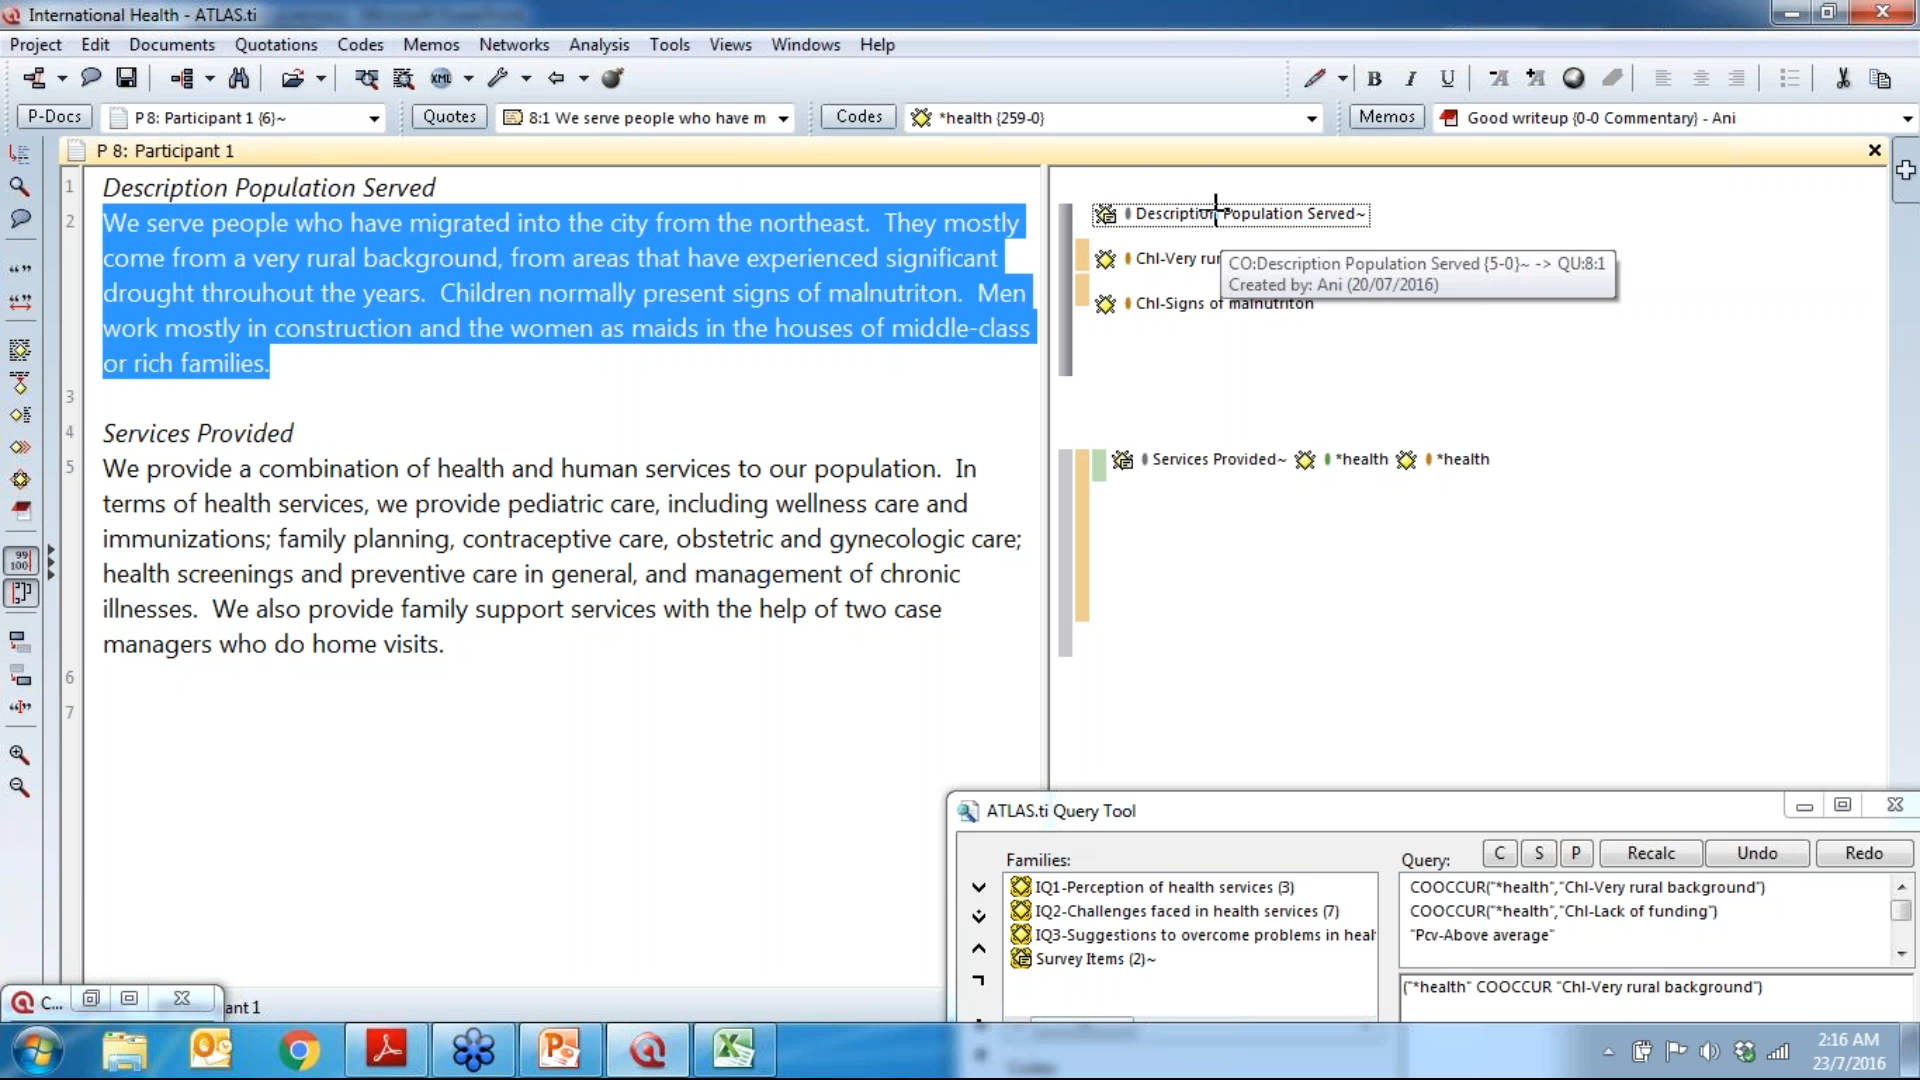 International Health - ATLAS.ti
Project Edit Documents Quotations Codes Memos Networks Analysis Tools Views Windows Help
XML B I U A A
P-Docs P 8: Participant 1 {6}~ Quotes 8:1 We serve people who have m Codes *health {259-0} Memos Good writeup {0-0 Commentary} - Ani
P 8: Participant 1
1 Description Population Served
2 We serve people who have migrated into the city from the northeast. They mostly
come from a very rural background, from areas that have experienced significant
drought throuhout the years. Children normally present signs of malnutriton. Men
work mostly in construction and the women as maids in the houses of middle-class
or rich families.
3
4 Services Provided
5 We provide a combination of health and human services to our population. In
terms of health services, we provide pediatric care, including wellness care and
immunizations; family planning, contraceptive care, obstetric and gynecologic care;
health screenings and preventive care in general, and management of chronic
illnesses. We also provide family support services with the help of two case
managers who do home visits.
6
7
99
100
Description Population Served~
Chl-Very rur
CO:Description Population Served {5-0}~ -> QU:8:1
Created by: Ani (20/07/2016)
Chl-Signs of malnutriton
Services Provided~ *health *health
ATLAS.ti Query Tool
Families:
IQ1-Perception of health services (3)
IQ2-Challenges faced in health services (7)
IQ3-Suggestions to overcome problems in heal
Survey Items (2)~
Query: C S P Recalc Undo Redo
COOCCUR("*health","Chl-Very rural background")
COOCCUR("*health","Chl-Lack of funding")
"Pcv-Above average"
("*health" COOCCUR "Chl-Very rural background")
C... ant 1
2:16 AM
23/7/2016